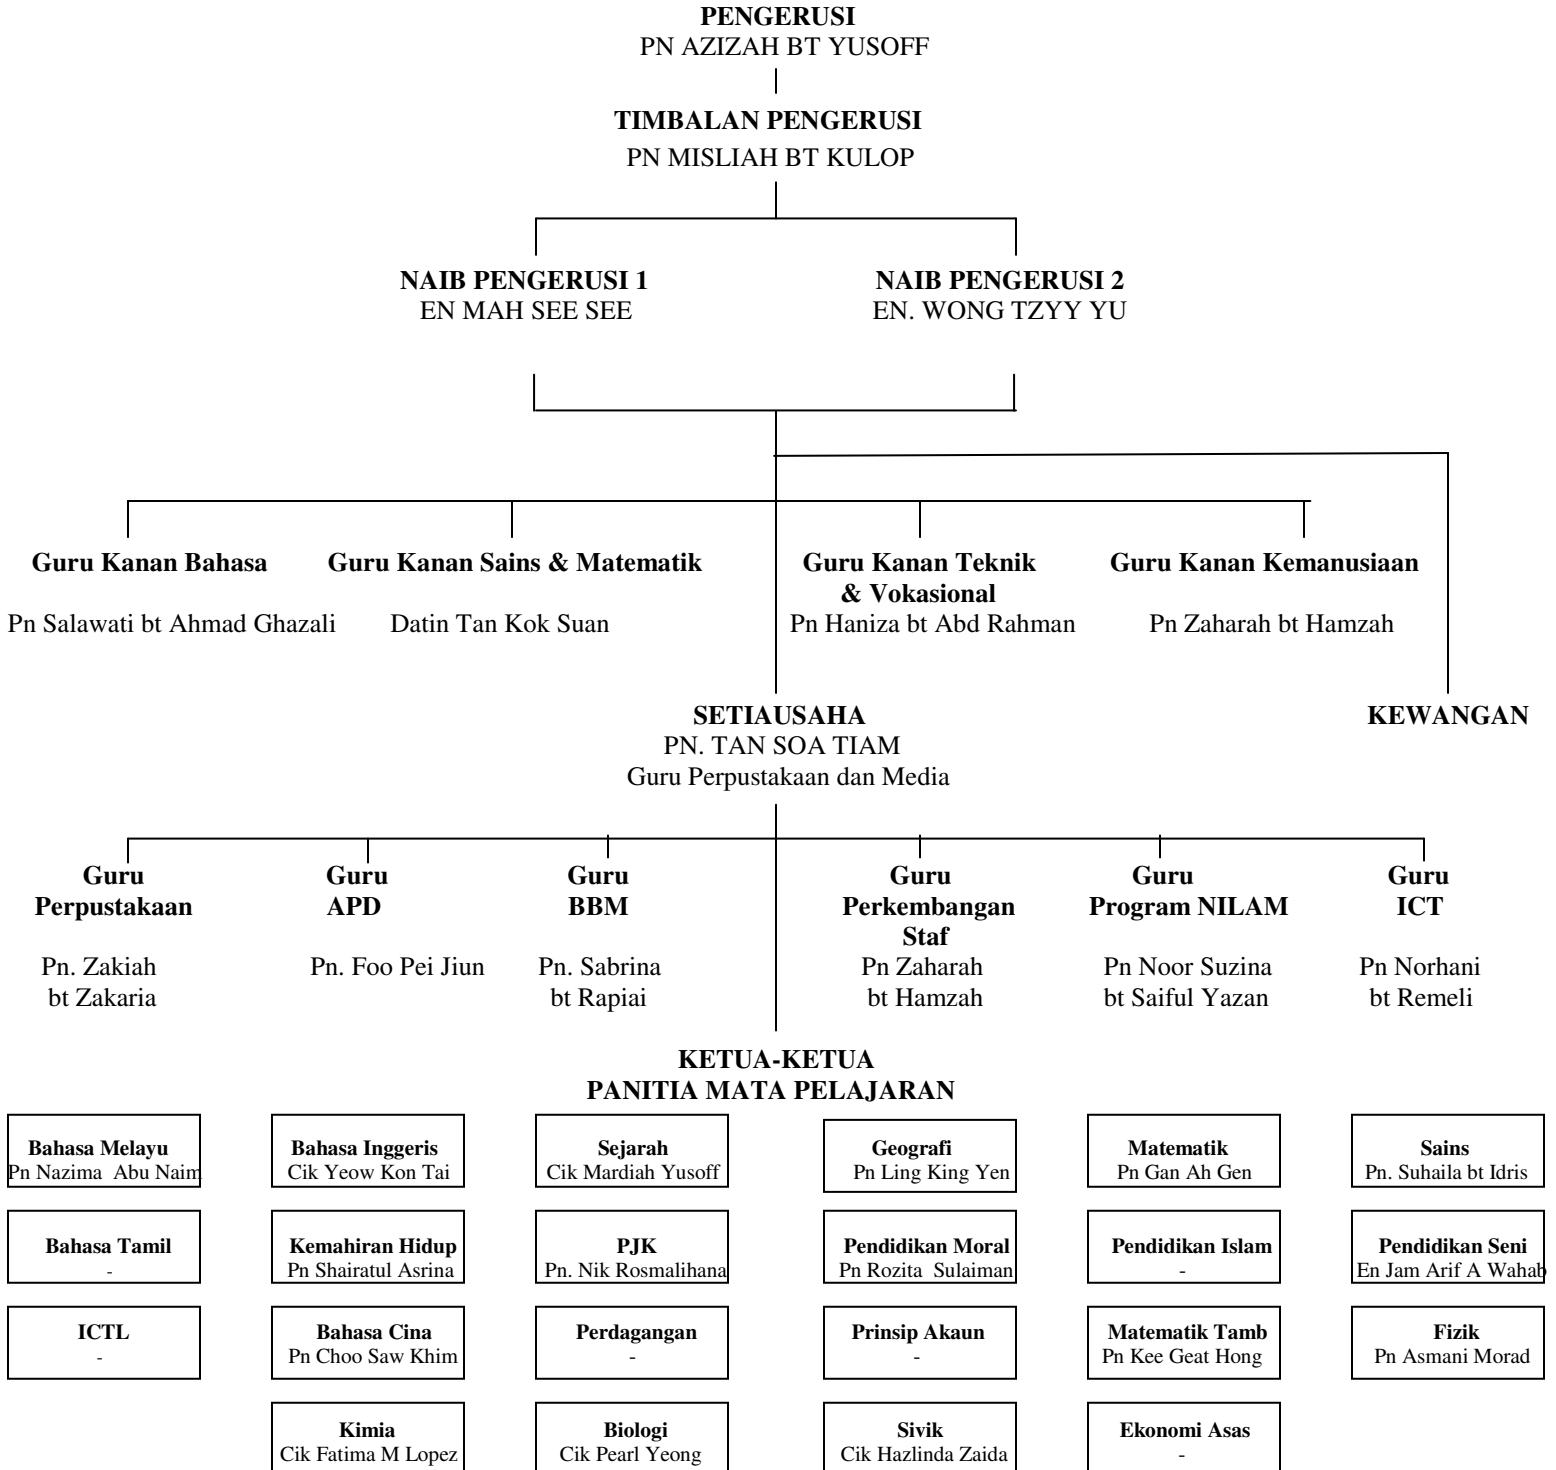 PENGERUSI
PN AZIZAH BT YUSOFF
TIMBALAN PENGERUSI
PN MISLIAH BT KULOP
NAIB PENGERUSI 1
EN MAH SEE SEE
NAIB PENGERUSI 2
EN. WONG TZYY YU
Guru Kanan Bahasa
Pn Salawati bt Ahmad Ghazali
Guru Kanan Sains & Matematik
Datin Tan Kok Suan
Guru Kanan Teknik
& Vokasional
Pn Haniza bt Abd Rahman
Guru Kanan Kemanusiaan
Pn Zaharah bt Hamzah
SETIAUSAHA
PN. TAN SOA TIAM
Guru Perpustakaan dan Media
KEWANGAN
Guru
Perpustakaan
Pn. Zakiah
bt Zakaria
Guru
APD
Pn. Foo Pei Jiun
Guru
BBM
Pn. Sabrina
bt Rapiai
Guru
Perkembangan
Staf
Pn Zaharah
bt Hamzah
Guru
Program NILAM
Pn Noor Suzina
bt Saiful Yazan
Guru
ICT
Pn Norhani
bt Remeli
KETUA-KETUA
PANITIA MATA PELAJARAN
Bahasa Melayu
Pn Nazima Abu Naim
Bahasa Inggeris
Cik Yeow Kon Tai
Sejarah
Cik Mardiah Yusoff
Geografi
Pn Ling King Yen
Matematik
Pn Gan Ah Gen
Sains
Pn. Suhaila bt Idris
Bahasa Tamil
-
Kemahiran Hidup
Pn Shairatul Asrina
PJK
Pn. Nik Rosmalihana
Pendidikan Moral
Pn Rozita Sulaiman
Pendidikan Islam
-
Pendidikan Seni
En Jam Arif A Wahab
ICTL
-
Bahasa Cina
Pn Choo Saw Khim
Perdagangan
-
Prinsip Akaun
-
Matematik Tamb
Pn Kee Geat Hong
Fizik
Pn Asmani Morad
Kimia
Cik Fatima M Lopez
Biologi
Cik Pearl Yeong
Sivik
Cik Hazlinda Zaida
Ekonomi Asas
-